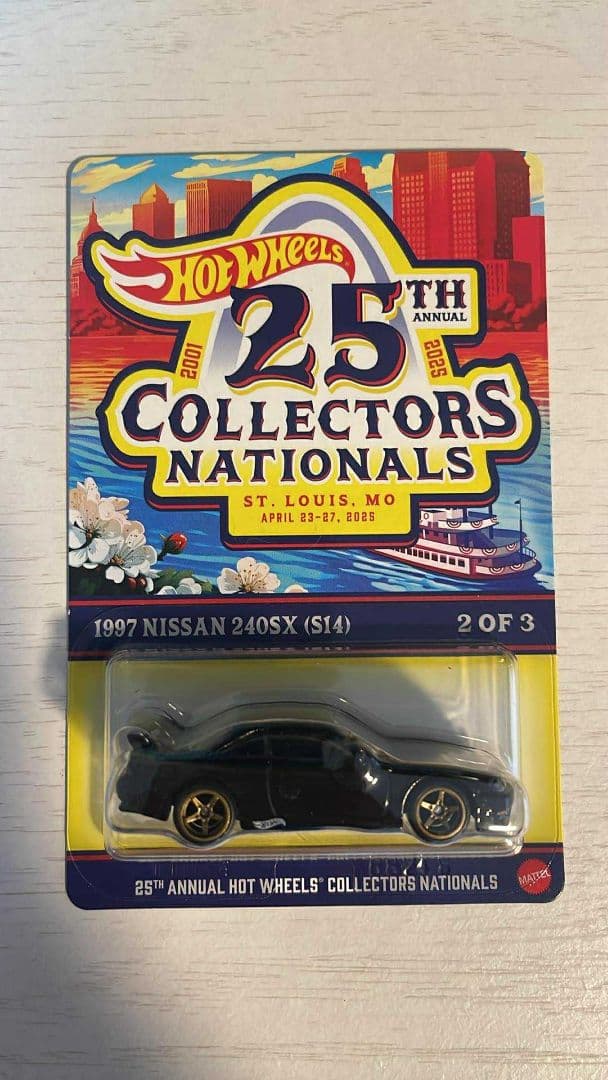 HOT WHEELS
25TH
ANNUAL
2001
2025
COLLECTORS
NATIONALS
ST. LOUIS, MO
APRIL 23-27, 2025
1997 NISSAN 240SX (S14)
2 OF 3
25TH ANNUAL HOT WHEELS® COLLECTORS NATIONALS
MATTEL